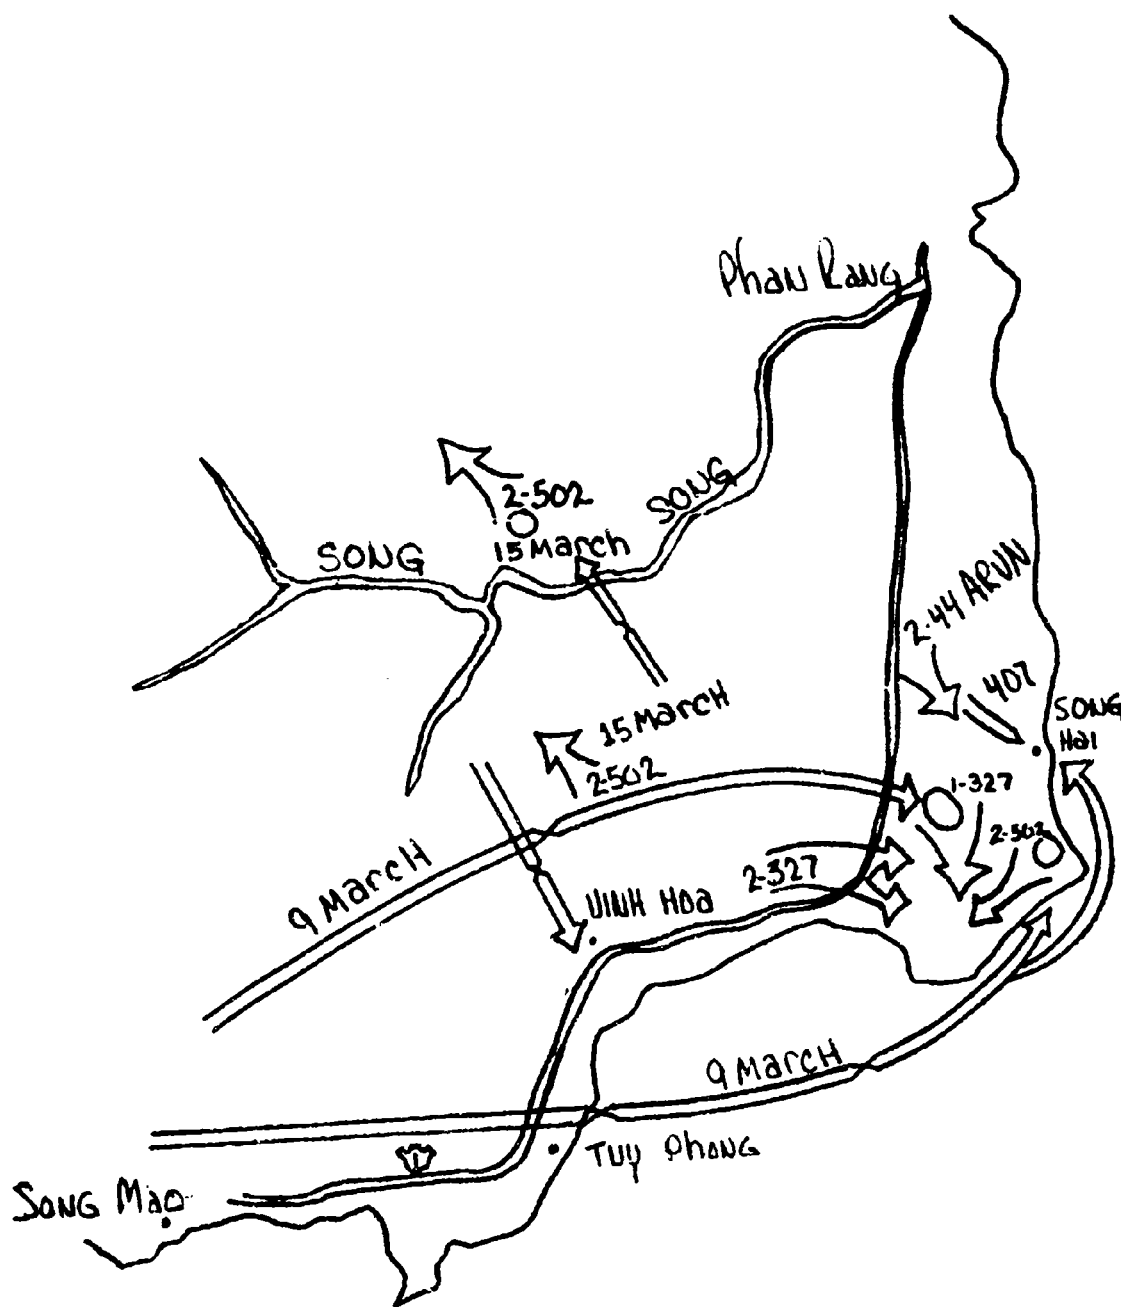 Phan Rang
2-502
15 March
SONG
SONG
2-44 ARVN
407
SONG
Hai
15 March
2-502
1-327
2-502
9 March
2-327
VINH Hoa
9 March
1
Tuy Phong
SONG Mao